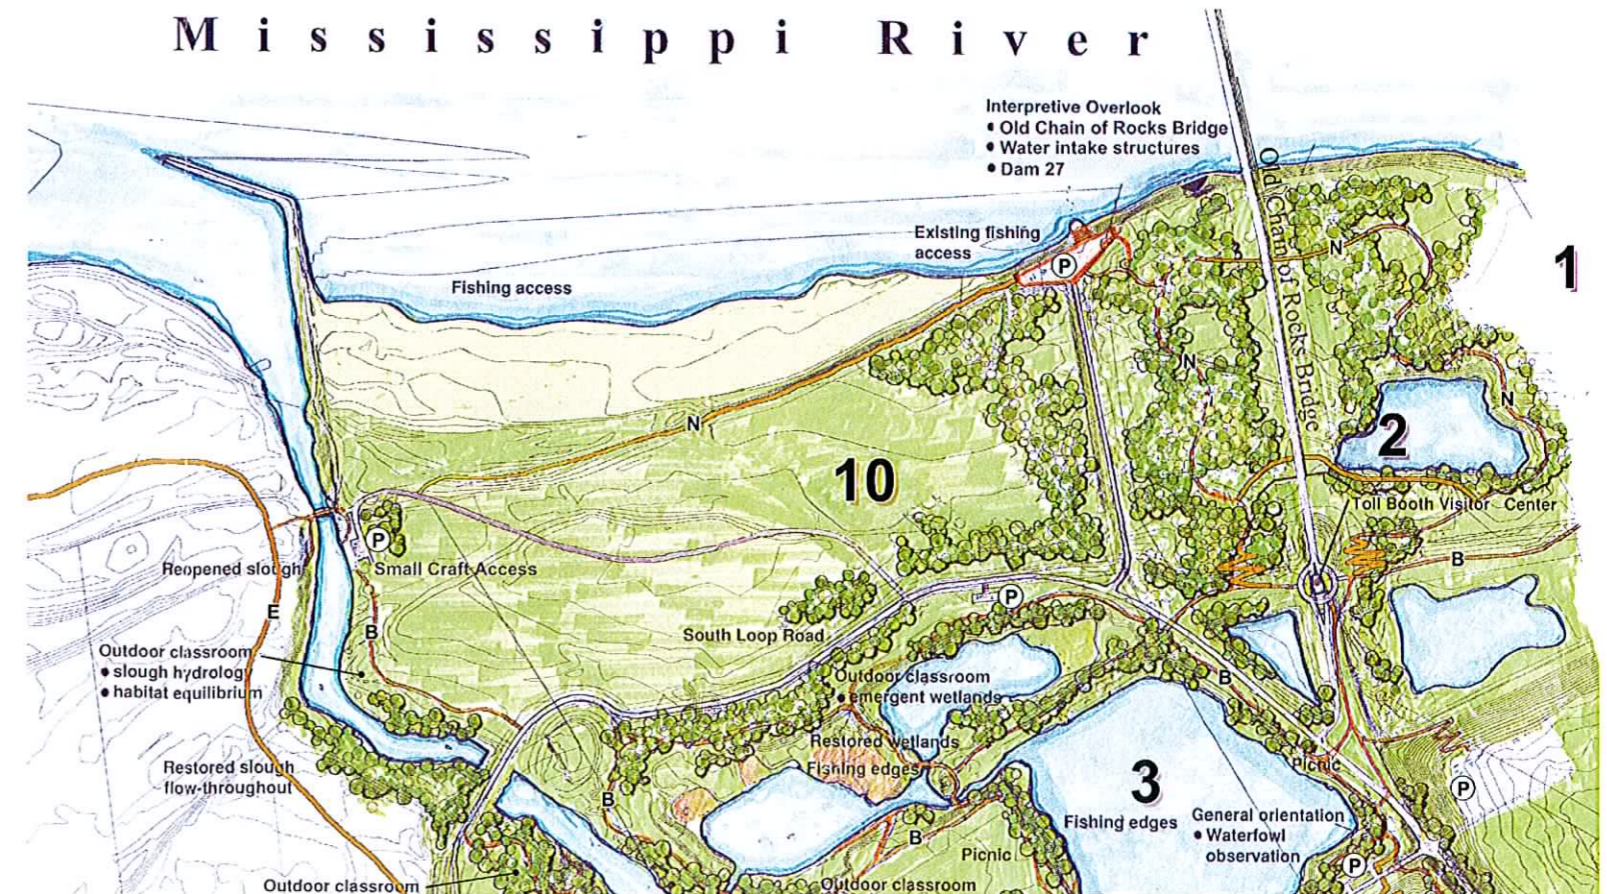 Mississippi River
Interpretive Overlook
• Old Chain of Rocks Bridge
• Water intake structures
• Dam 27
Old Chain of Rocks Bridge
Existing fishing
access
P
N
1
Fishing access
N
N
2
N
10
Toll Booth Visitor Center
P
Small Craft Access
Reopened slough
B
P
E
B
South Loop Road
Outdoor classroom
• slough hydrology
• habitat equilibrium
Outdoor classroom
• emergent wetlands
B
Restored wetlands
Fishing edges
Restored slough
flow-throughout
Picnic
P
3
B
Fishing edges
General orientation
• Waterfowl
observation
B
Picnic
P
Outdoor classroom
Outdoor classroom